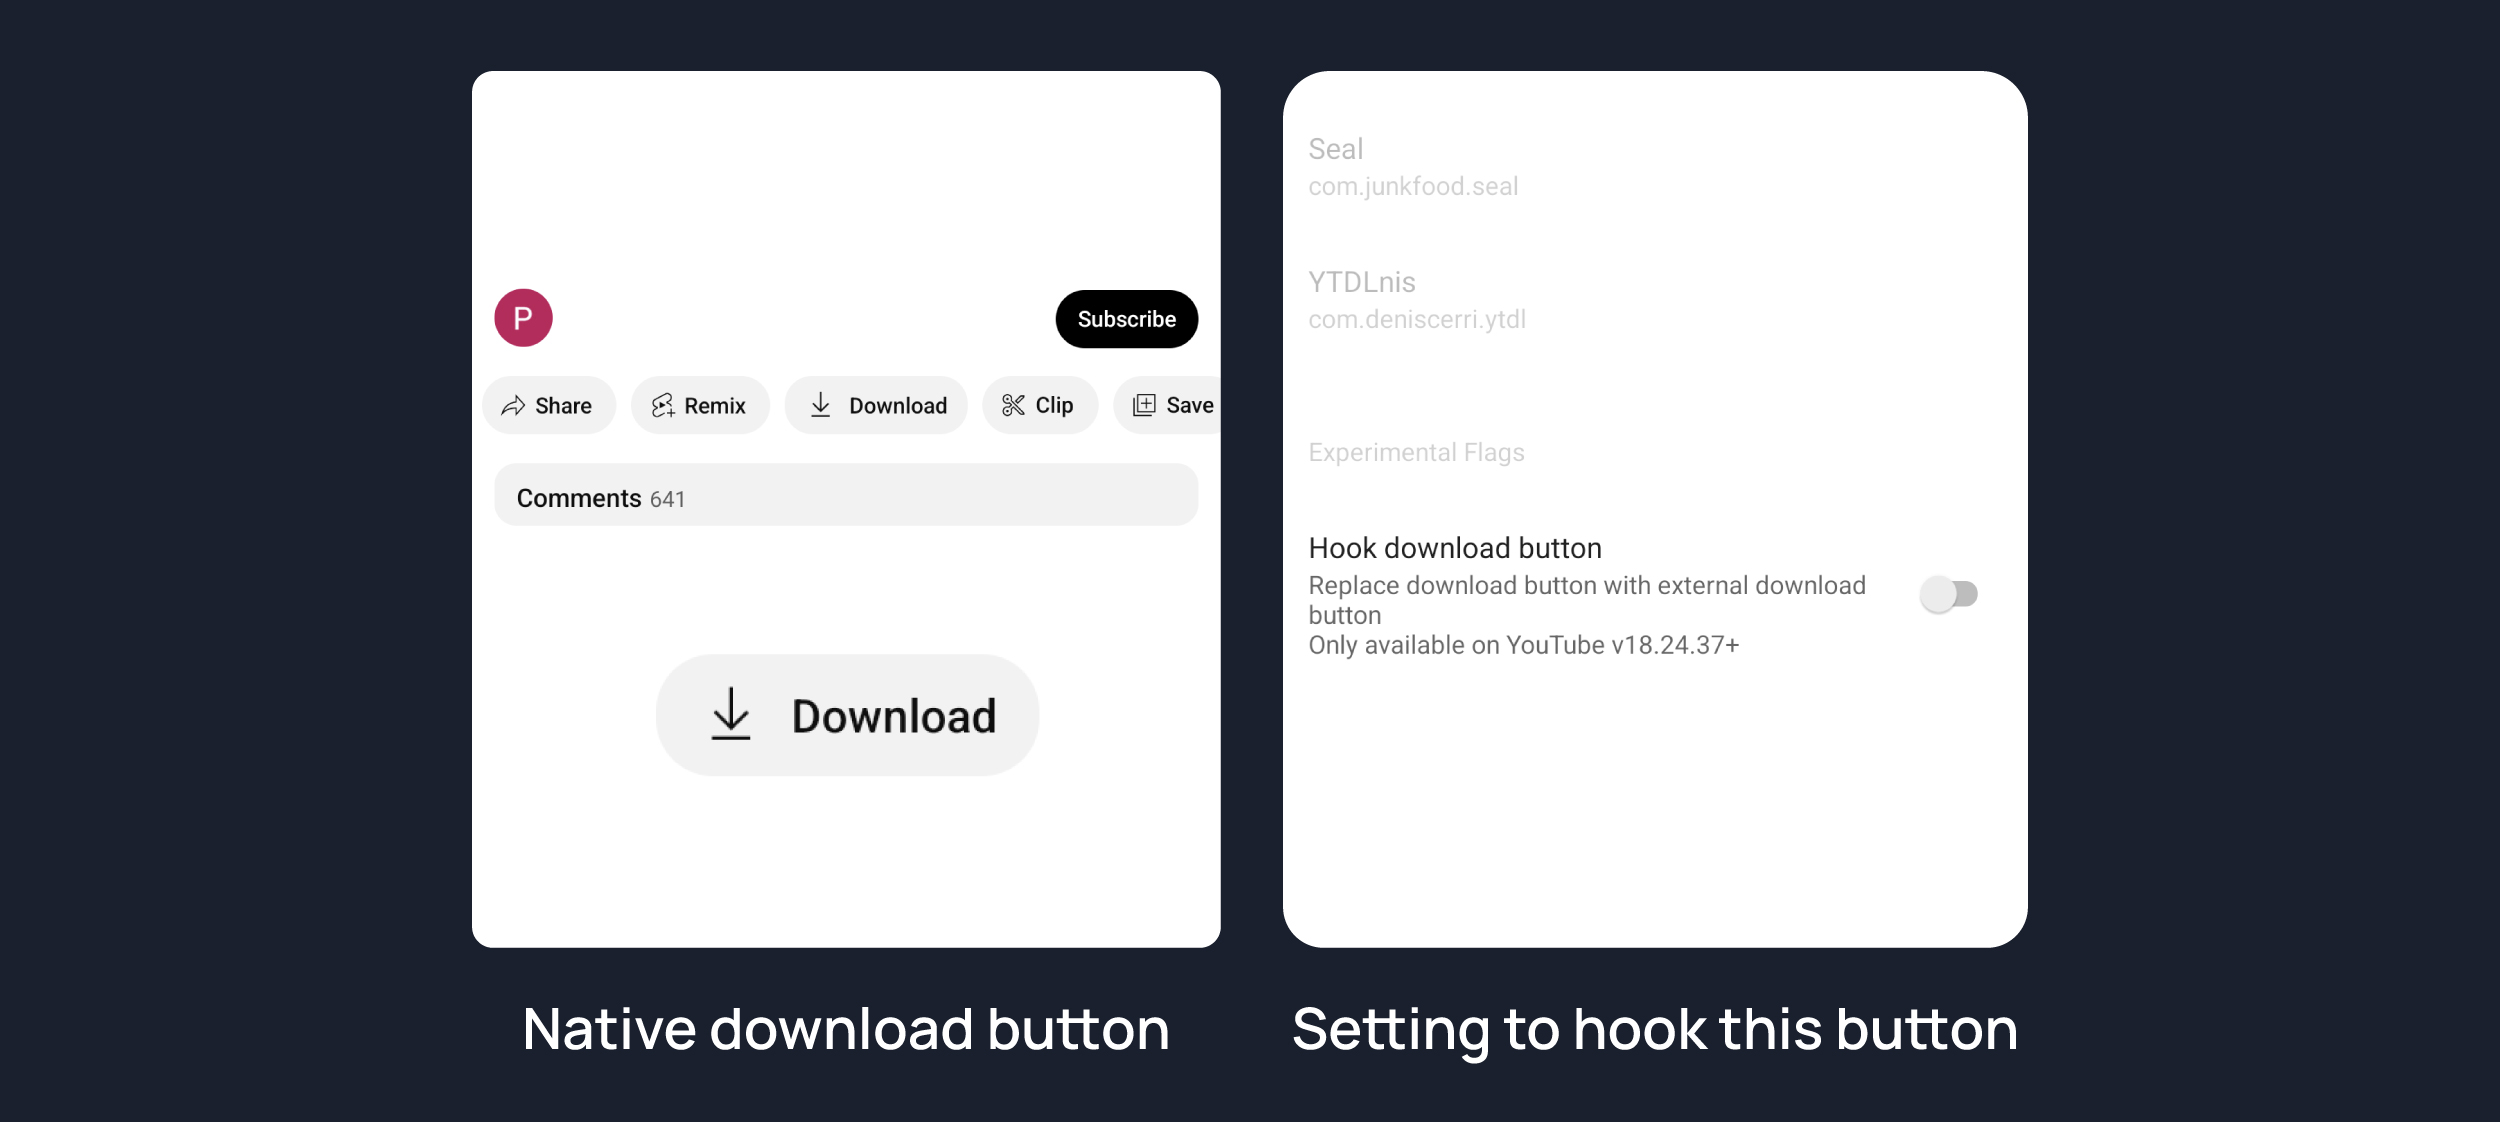 P
Subscribe
Share
Remix
Download
Clip
Save
Comments 641
Download
Native download button
Seal
com.junkfood.seal
YTDLnis
com.deniscerri.ytdl
Experimental Flags
Hook download button
Replace download button with external download
button
Only available on YouTube v18.24.37+
Setting to hook this button